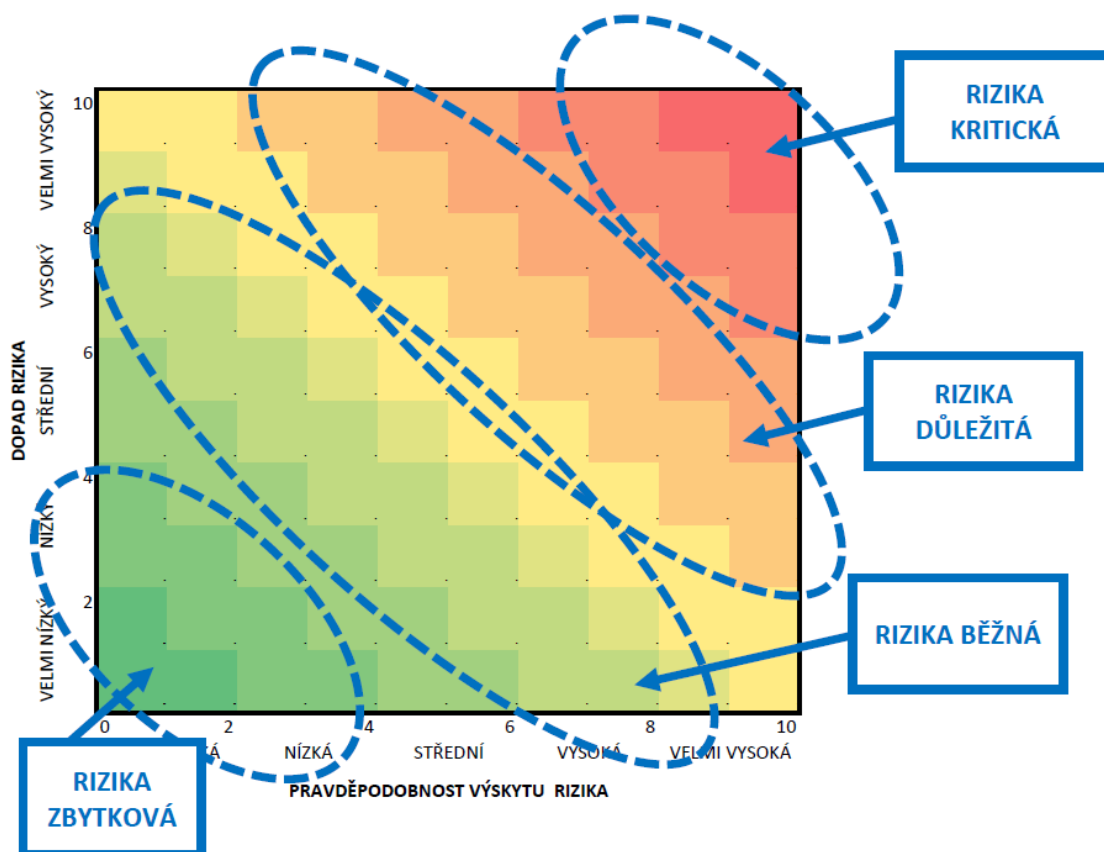 RIZIKA
KRITICKÁ
RIZIKA
DŮLEŽITÁ
RIZIKA BĚŽNÁ
RIZIKA
ZBYTKOVÁ
DOPAD RIZIKA
VELMI VYSOKÝ
VYSOKÝ
STŘEDNÍ
NÍZKÝ
VELMI NÍZKÝ
10
8
6
4
2
0 2 4 6 8 10
NÍZKÁ STŘEDNÍ VYSOKÁ VELMI VYSOKÁ
PRAVDĚPODOBNOST VÝSKYTU RIZIKA